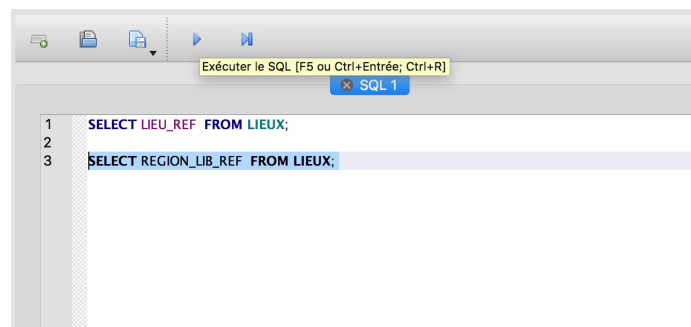 Exécuter le SQL [F5 ou Ctrl+Entrée; Ctrl+R]
SQL 1
1 SELECT LIEU_REF FROM LIEUX;
2
3 SELECT REGION_LIB_REF FROM LIEUX;